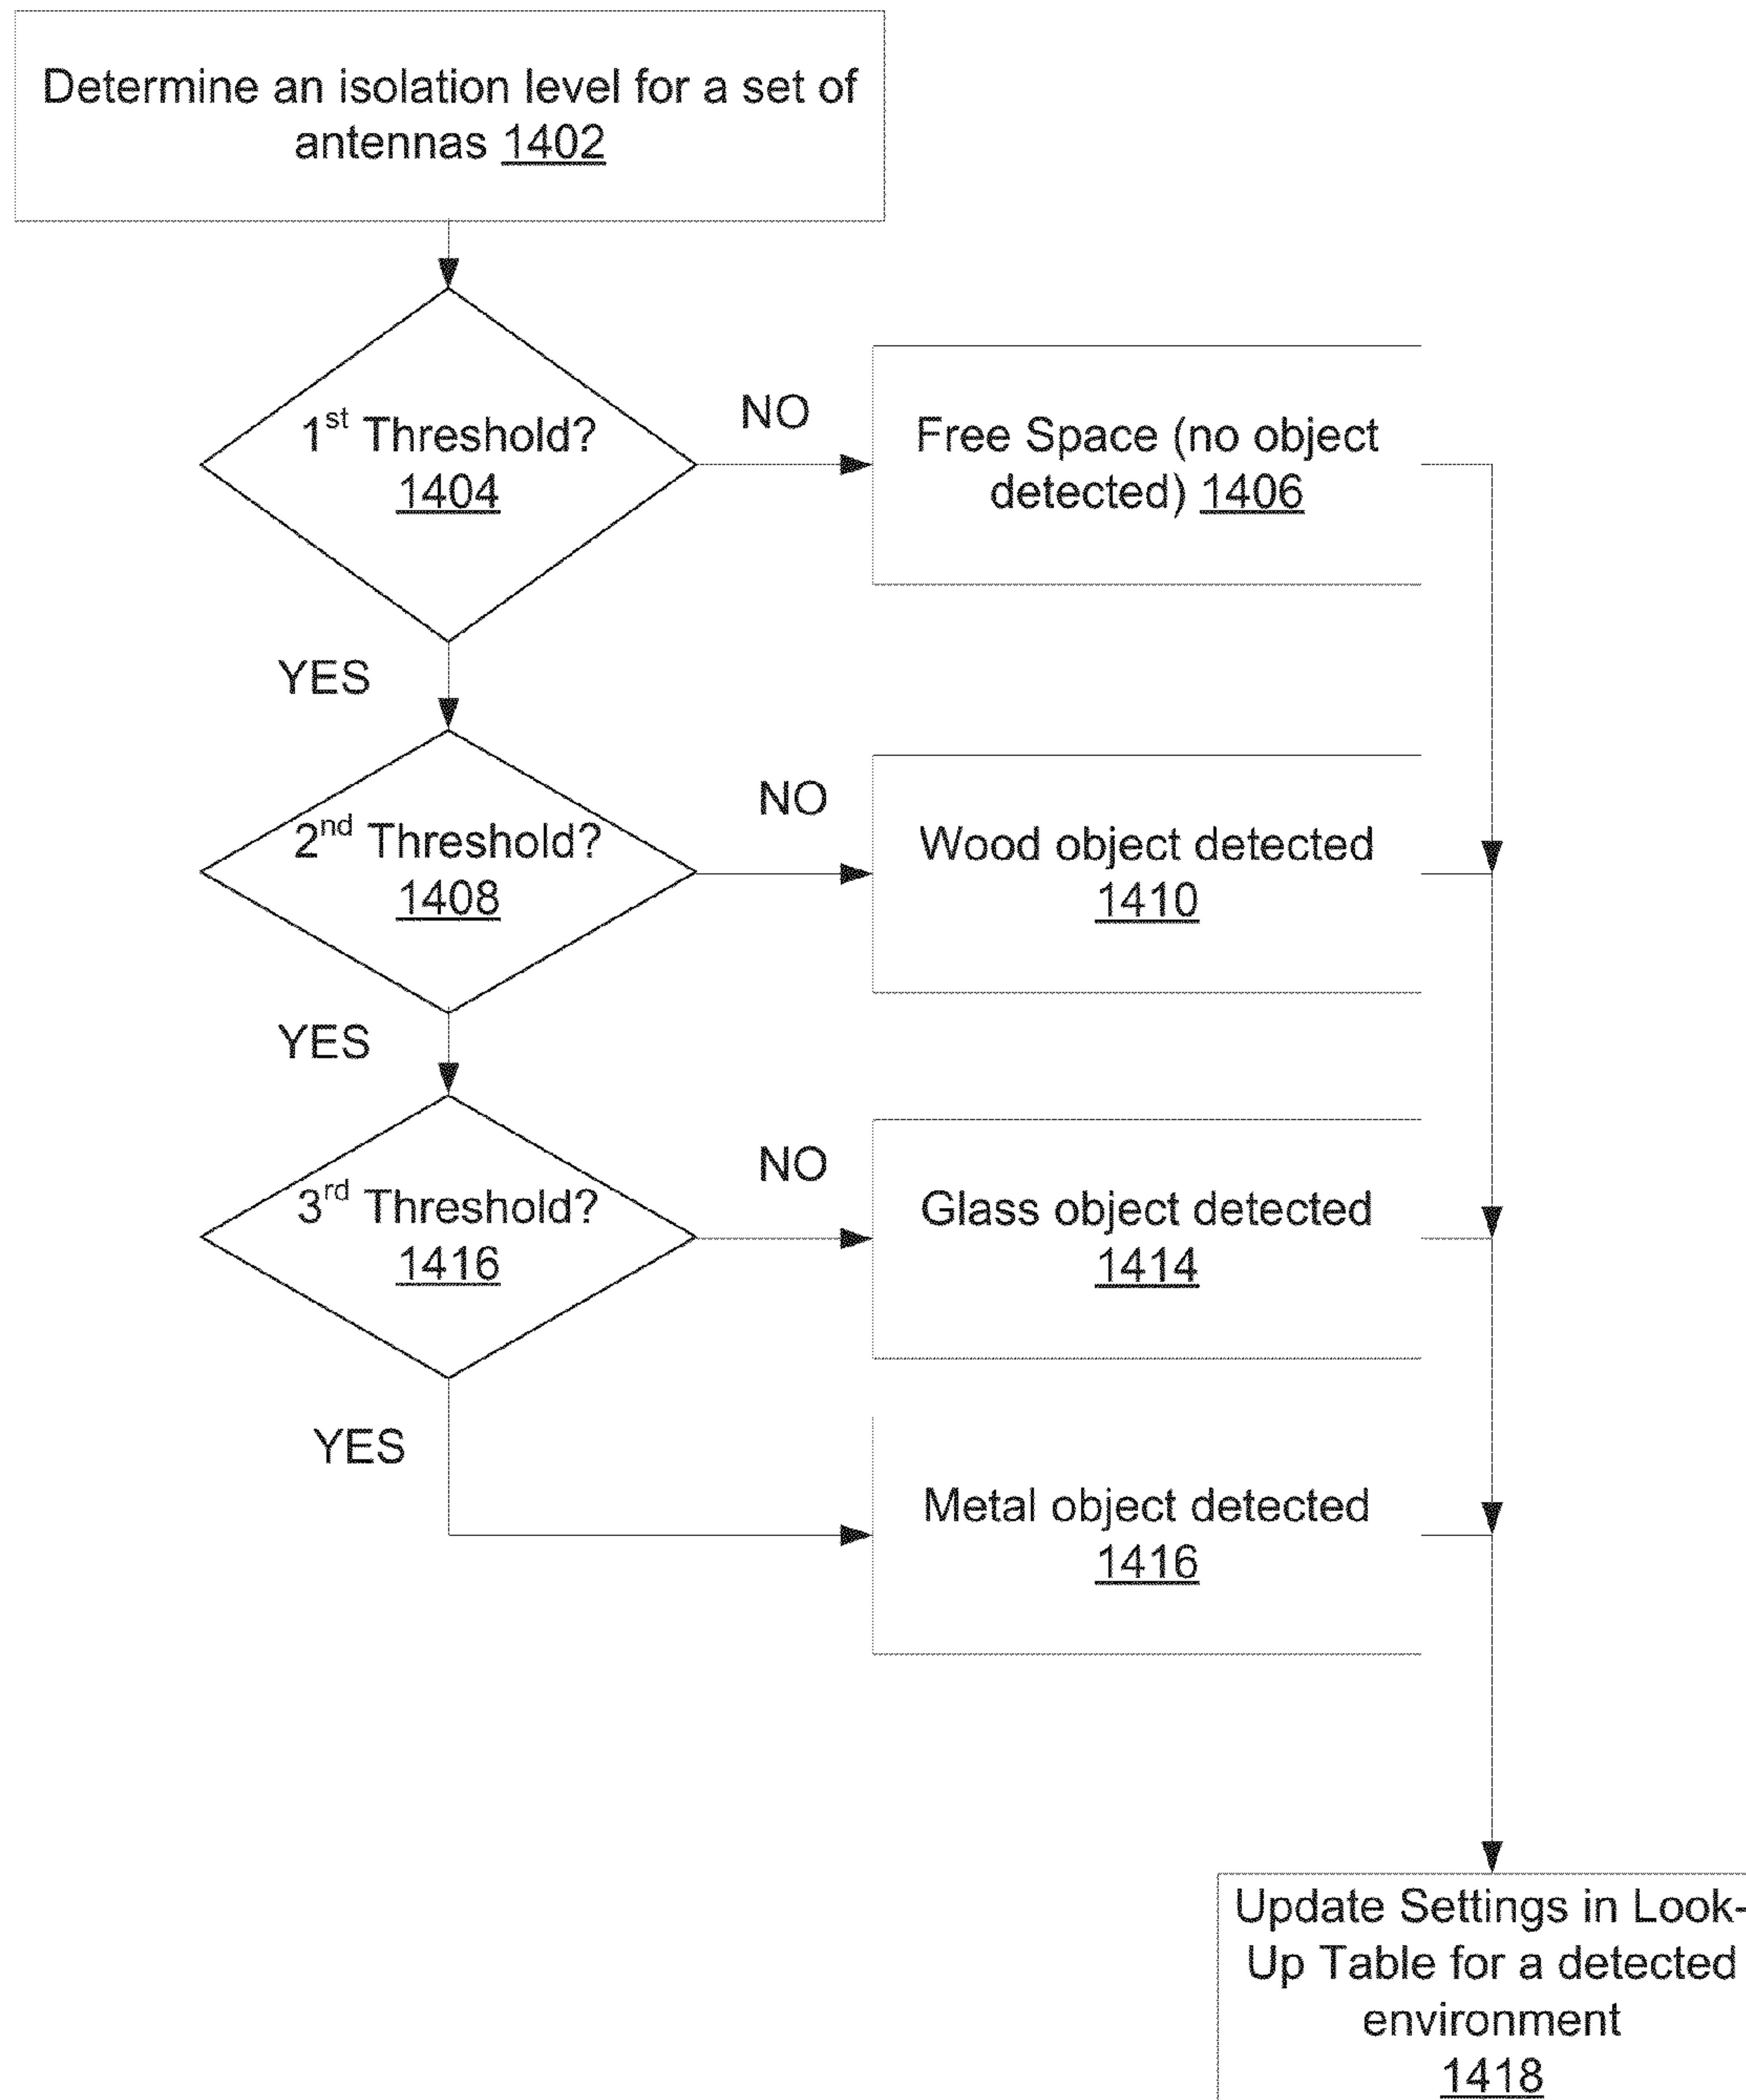 Determine an isolation level for a set of
antennas 1402
1st Threshold?
1404
NO
Free Space (no object
detected) 1406
YES
2nd Threshold?
1408
NO
Wood object detected
1410
YES
3rd Threshold?
1416
NO
Glass object detected
1414
YES
Metal object detected
1416
Update Settings in Look-
Up Table for a detected
environment
1418